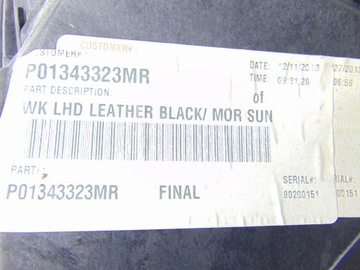 CUSTOMER#:
CUSTOMER#:
P01343323MR
DATE: 12/11/2013
TIME: 09:31:26
PART DESCRIPTION:
of
WK LHD LEATHER BLACK/ MOR SUN
PART#:
SERIAL#:
P01343323MR FINAL 90200151